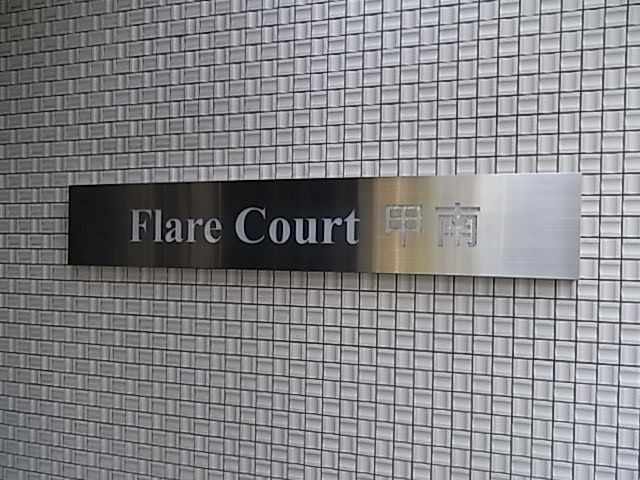 Flare Court 甲南